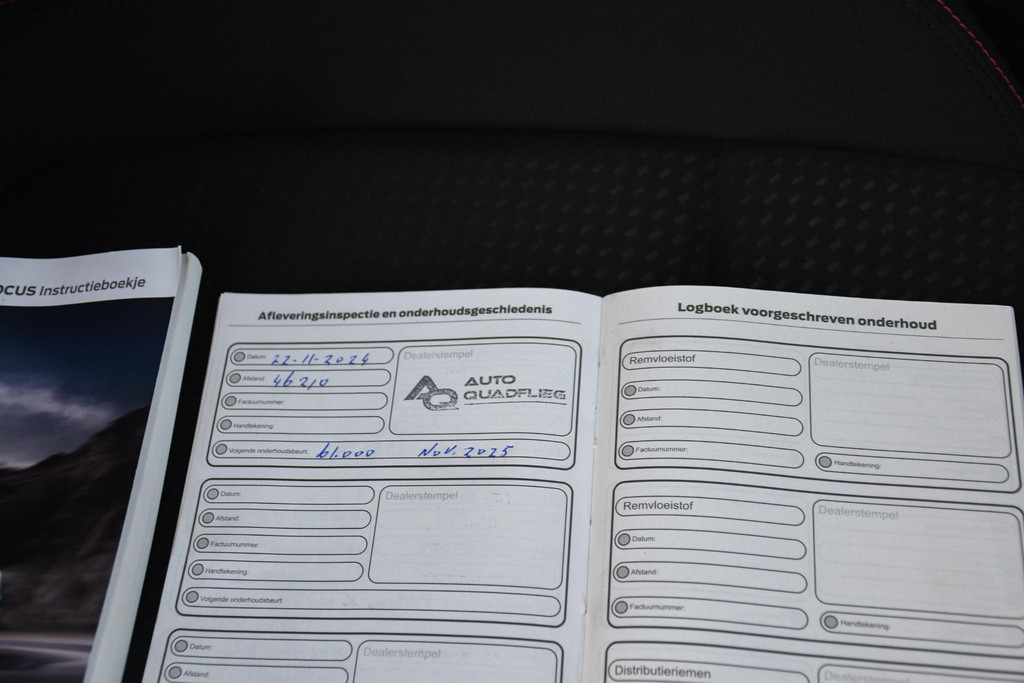 OCUS Instructieboekje
Afleveringsinspectie en onderhoudsgeschiedenis
Datum: 22-11-2024
Afstand: 46210
Factuurnummer:
Handtekening:
Dealerstempel
AQ AUTO
QUADFLIEG
Volgende onderhoudsbeurt: 61.000 Nov. 2025
Datum:
Afstand:
Factuurnummer:
Handtekening:
Dealerstempel
Volgende onderhoudsbeurt:
Datum:
Afstand:
Dealerstempel
Logboek voorgeschreven onderhoud
Remvloeistof
Datum:
Afstand:
Factuurnummer:
Dealerstempel
Handtekening:
Remvloeistof
Datum:
Afstand:
Factuurnummer:
Dealerstempel
Handtekening:
Distributieriemen
Dealerstempel